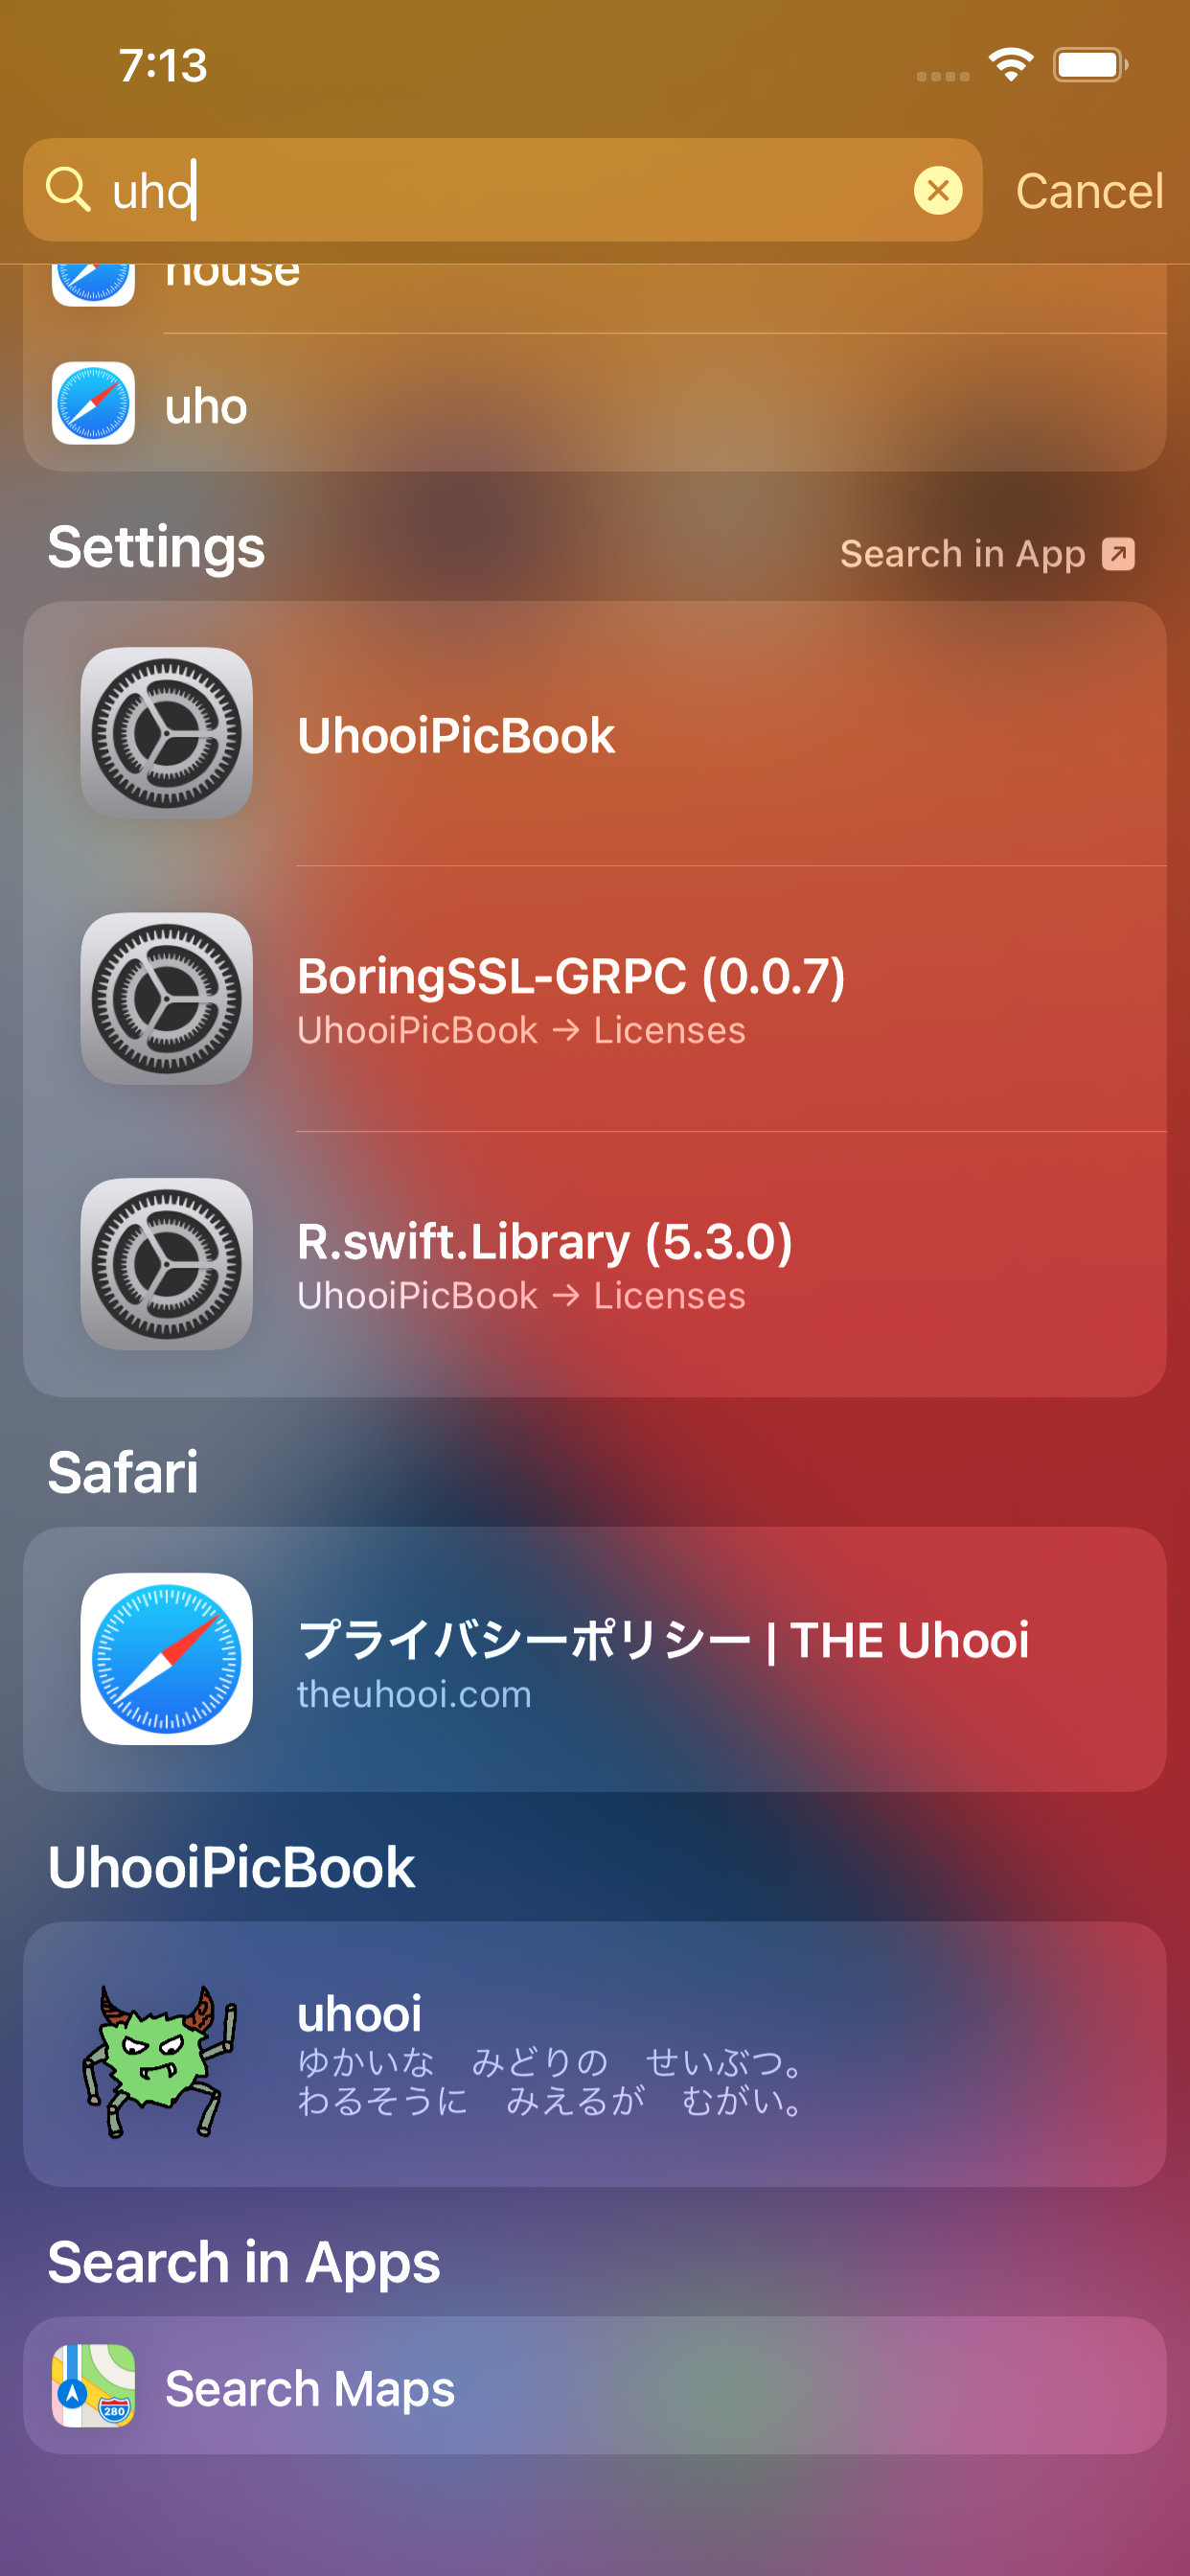 7:13
uho
Cancel
house
uho
Settings
Search in App
UhooiPicBook
BoringSSL-GRPC (0.0.7)
UhooiPicBook → Licenses
R.swift.Library (5.3.0)
UhooiPicBook → Licenses
Safari
プライバシーポリシー | THE Uhooi
theuhooi.com
UhooiPicBook
uhooi
ゆかいな　みどりの　せいぶつ。
わるそうに　みえるが　むがい。
Search in Apps
280
Search Maps